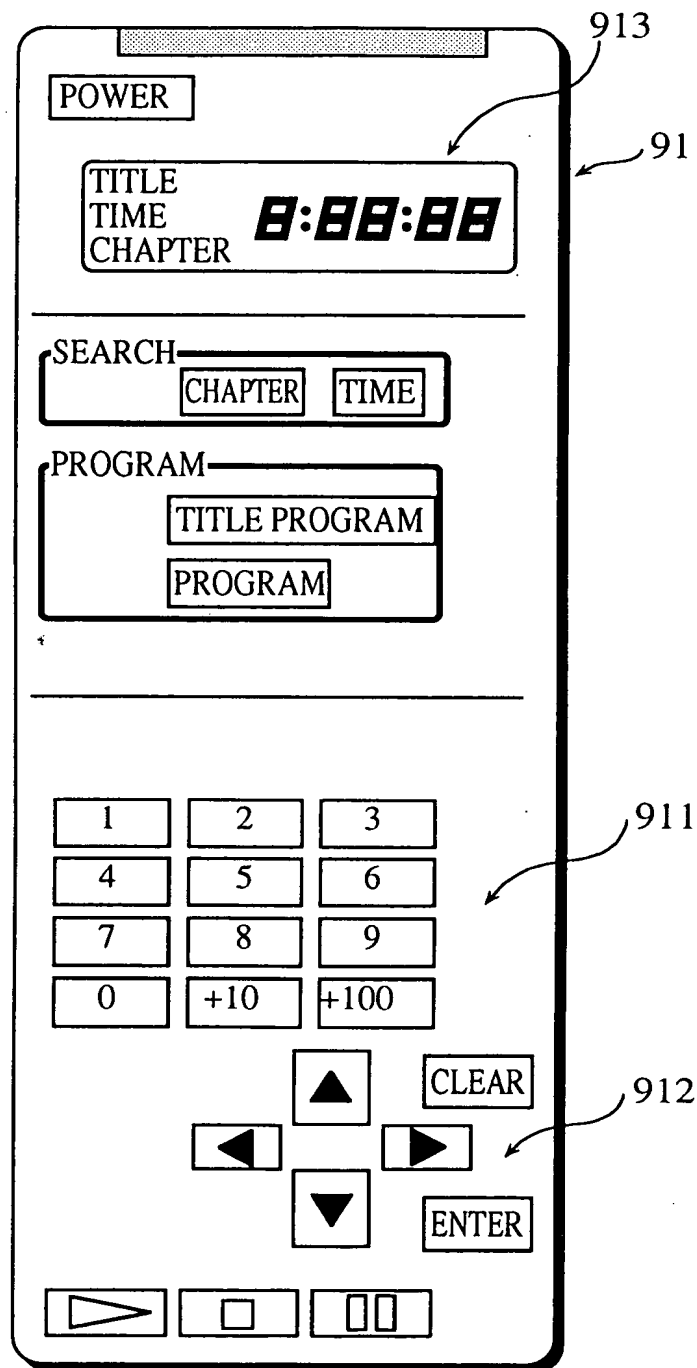 913
POWER
91
TITLE
TIME 8:88:88
CHAPTER
SEARCH
CHAPTER TIME
PROGRAM
TITLE PROGRAM
PROGRAM
1 2 3
911
4 5 6
7 8 9
0 +10 +100
CLEAR
912
ENTER